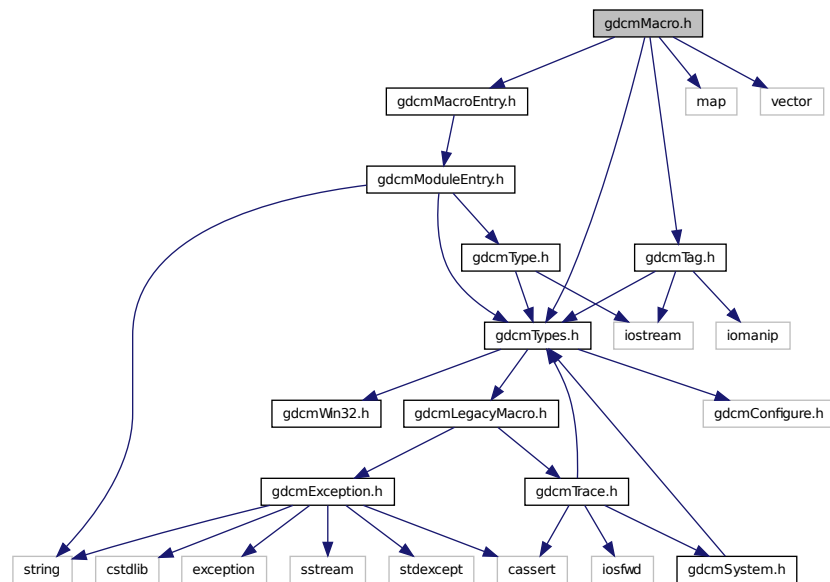 gdcmMacro.h
gdcmMacroEntry.h
map
vector
gdcmModuleEntry.h
gdcmType.h
gdcmTag.h
gdcmTypes.h
iostream
iomanip
gdcmWin32.h
gdcmLegacyMacro.h
gdcmConfigure.h
gdcmException.h
gdcmTrace.h
string
cstdlib
exception
sstream
stdexcept
cassert
iosfwd
gdcmSystem.h